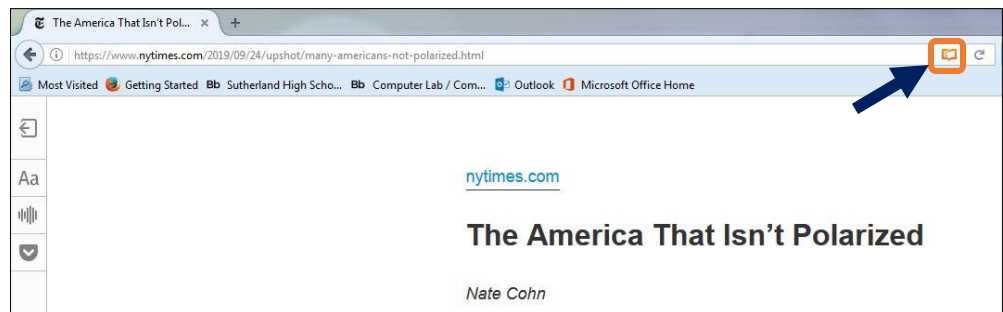 The America That Isn't Pol... × +
https://www.nytimes.com/2019/09/24/upshot/many-americans-not-polarized.html
Most Visited Getting Started Bb Sutherland High Scho... Bb Computer Lab / Com... Outlook Microsoft Office Home
Aa
nytimes.com
The America That Isn’t Polarized
Nate Cohn